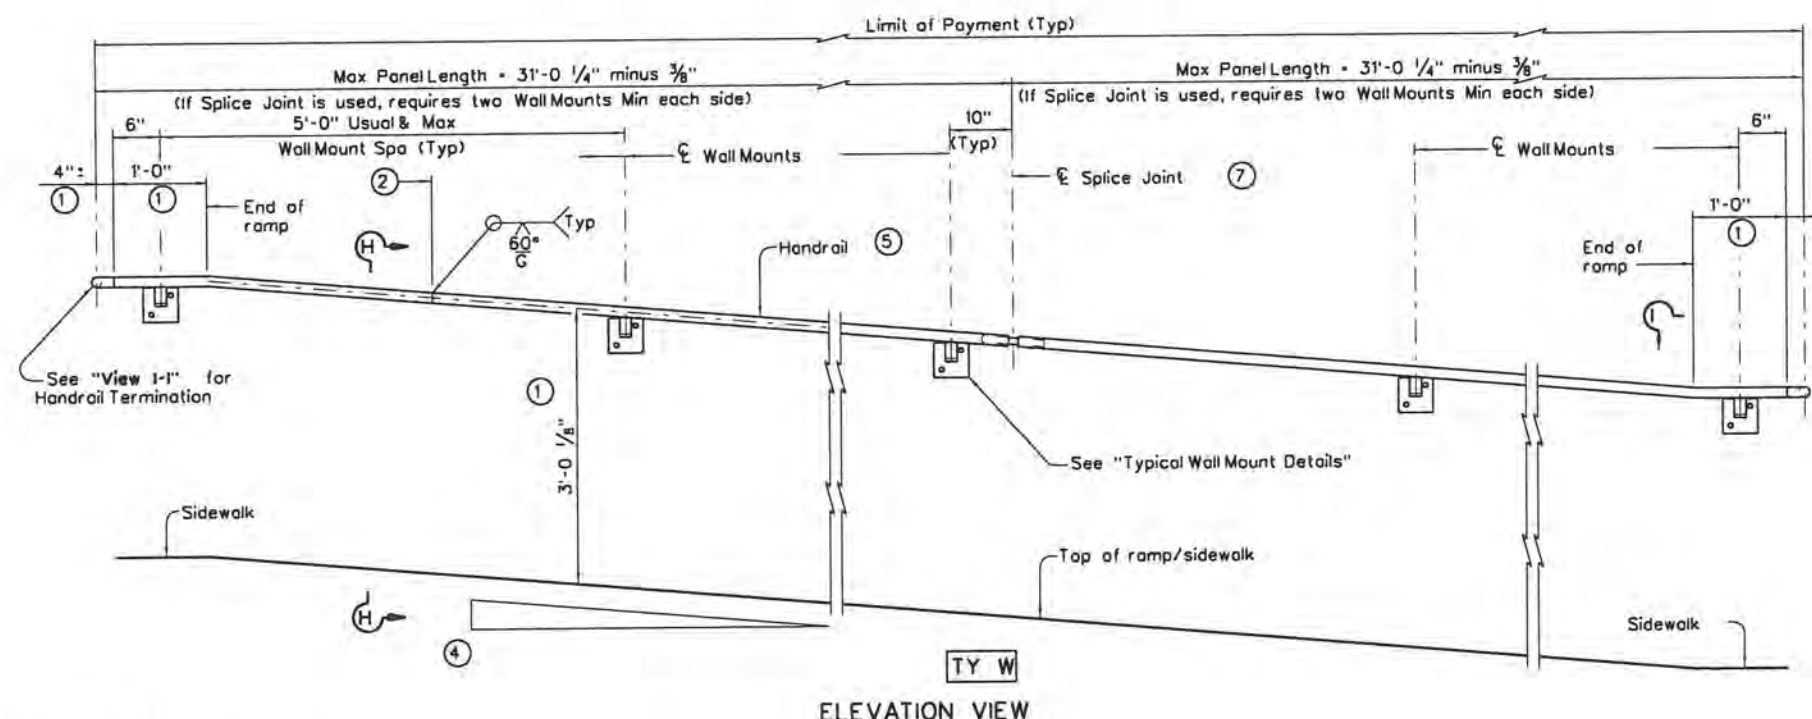 Limit of Payment (Typ)
Max Panel Length = 31'-0 1/4" minus 3/8"
Max Panel Length = 31'-0 1/4" minus 3/8"
(If Splice Joint is used, requires two Wall Mounts Min each side)
(If Splice Joint is used, requires two Wall Mounts Min each side)
6"
5'-0" Usual & Max
Wall Mount Spa (Typ)
10"
(Typ)
6"
℄ Wall Mounts
℄ Wall Mounts
4"±
1
1'-0"
1
2
℄ Splice Joint
7
End of
ramp
H
60°
G
Typ
Handrail
5
1'-0"
1
End of
ramp
I
See "View I-I" for
Handrail Termination
1
3'-0 1/8"
See "Typical Wall Mount Details"
Sidewalk
Top of ramp/sidewalk
H
4
Sidewalk
TY W
ELEVATION VIEW